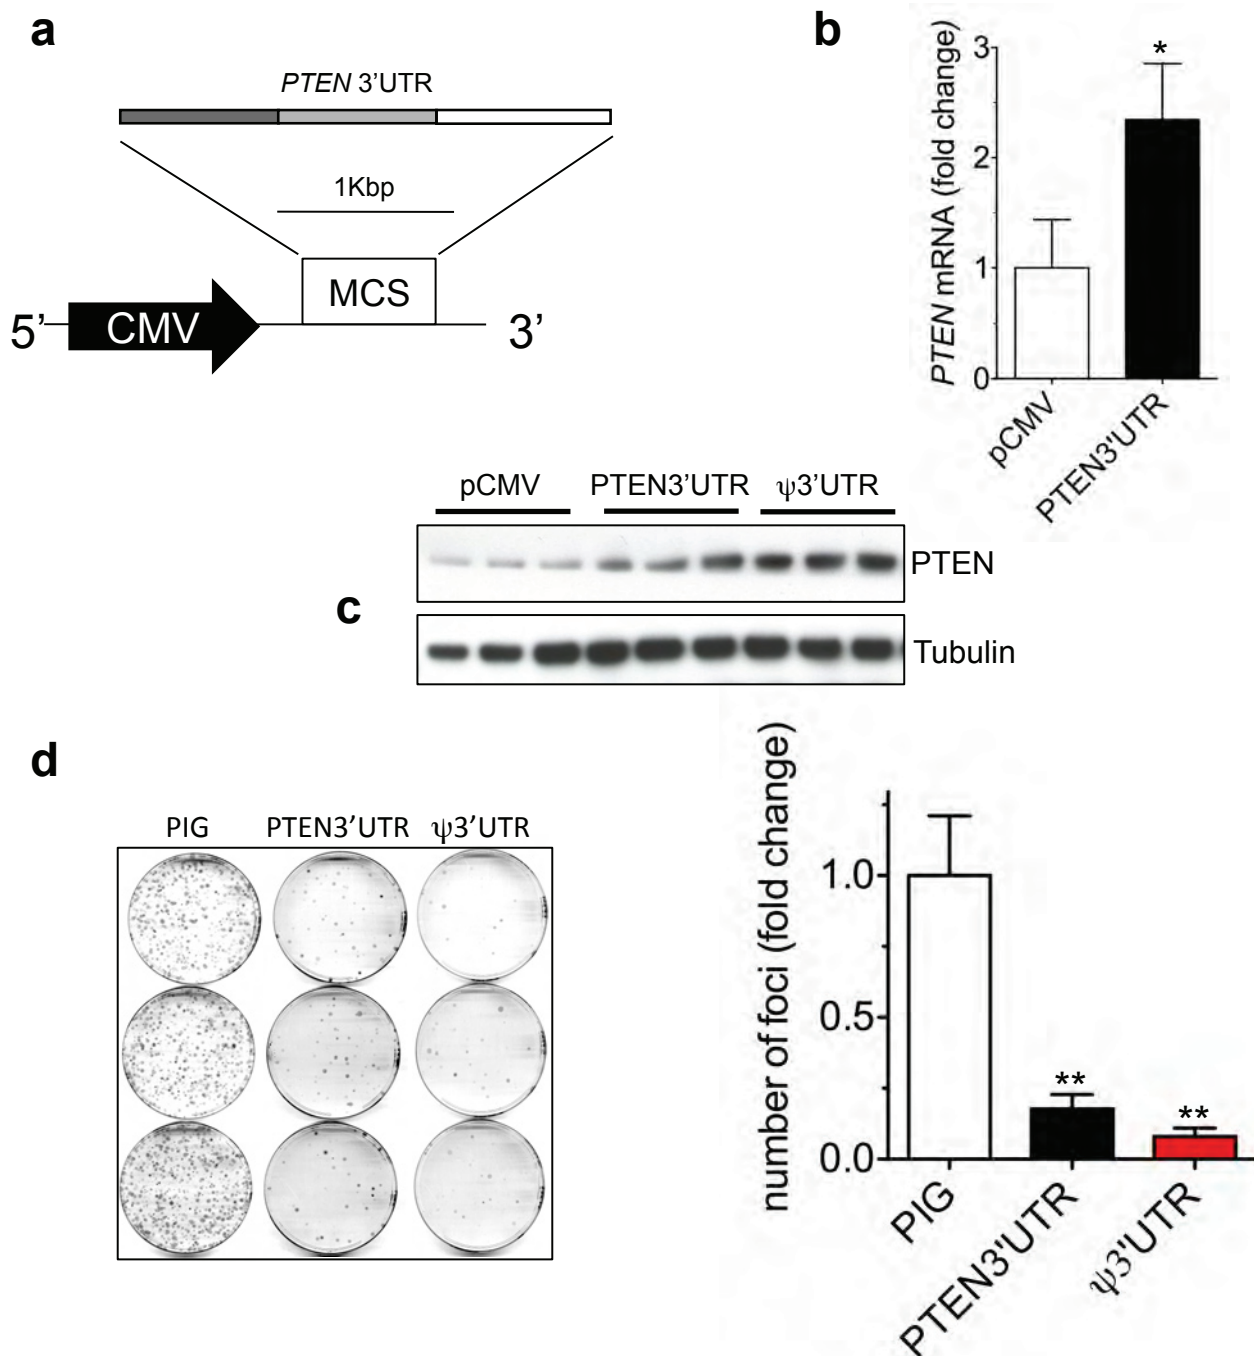 a
PTEN 3’UTR
1Kbp
MCS
5’ CMV 3’
b
PTEN mRNA (fold change)
3
2
1
0
*
pCMV
PTEN3'UTR
c
pCMV PTEN3’UTR ψ3’UTR
PTEN
Tubulin
d
PIG PTEN3’UTR ψ3’UTR
number of foci (fold change)
1.0
0.5
0.0
**
**
PIG
PTEN3'UTR
ψ3'UTR